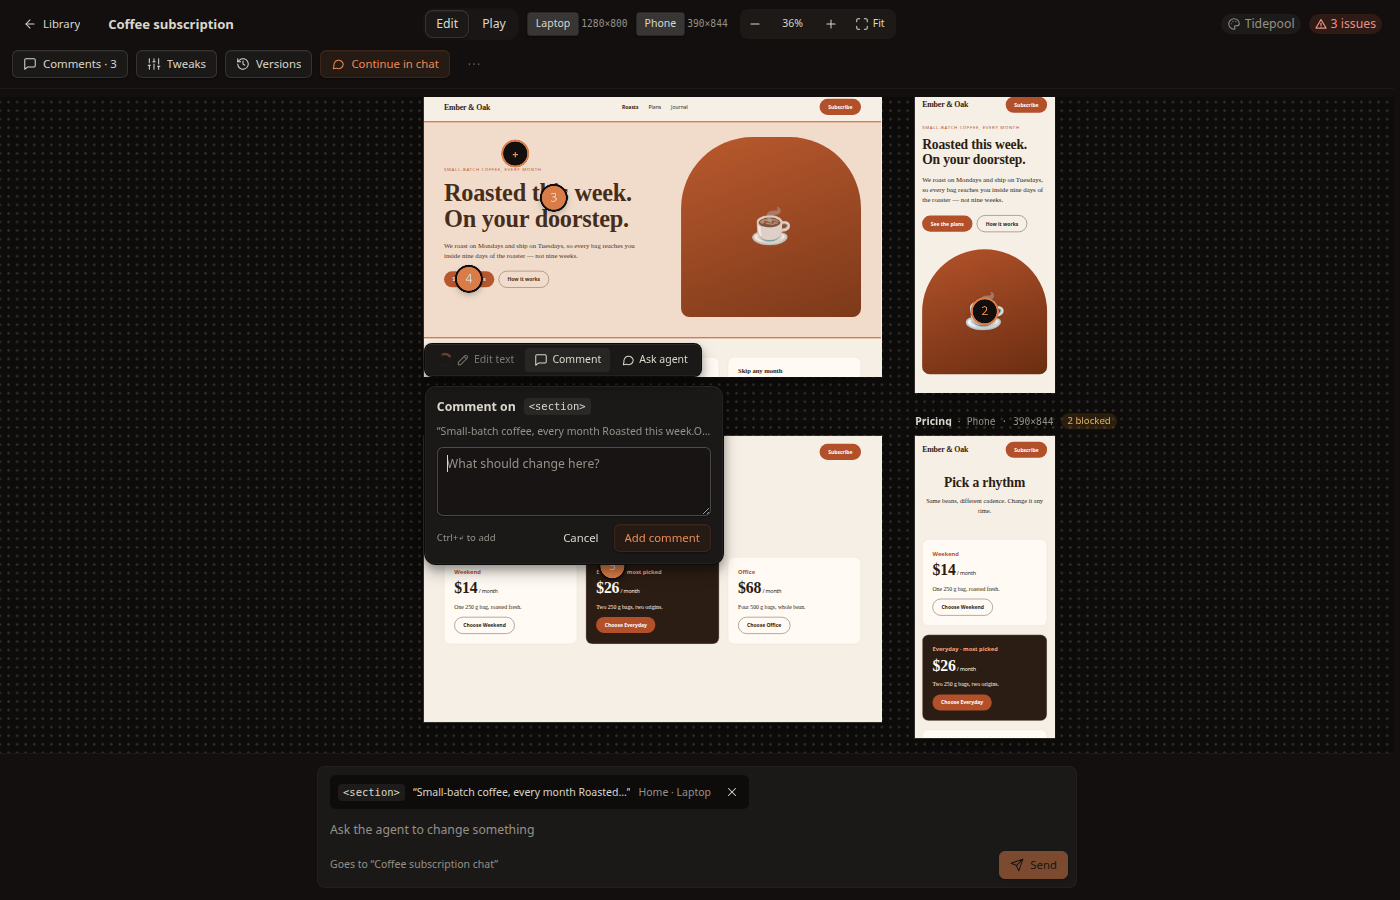 Library
Coffee subscription
Edit
Play
Laptop
1280×800
Phone
390×844
36%
Fit
Tidepool
3 issues
Comments · 3
Tweaks
Versions
Continue in chat
...
Ember & Oak
Roasts
Plans
Journal
Subscribe
SMALL-BATCH COFFEE, EVERY MONTH
Roasted week.
On your doorstep.
We roast on Mondays and ship on Tuesdays, so every bag reaches you
inside nine days of the roaster — not nine weeks.
How it works
+
3
4
Skip any month
Edit text
Comment
Ask agent
Ember & Oak
Subscribe
SMALL-BATCH COFFEE, EVERY MONTH
Roasted this week.
On your doorstep.
We roast on Mondays and ship on Tuesdays,
so every bag reaches you inside nine days of
the roaster — not nine weeks.
See the plans
How it works
2
Comment on
<section>
“Small-batch coffee, every month Roasted this week.O...
What should change here?
Ctrl+⏎ to add
Cancel
Add comment
Subscribe
Weekend
$14 / month
One 250 g bag, roasted fresh.
Choose Weekend
most picked
$26 / month
Two 250 g bags, two origins.
Choose Everyday
Office
$68 / month
Four 500 g bags, whole bean.
Choose Office
Pricing · Phone · 390×844
2 blocked
Ember & Oak
Subscribe
Pick a rhythm
Same beans, different cadence. Change it any
time.
Weekend
$14 / month
One 250 g bag, roasted fresh.
Choose Weekend
Everyday · most picked
$26 / month
Two 250 g bags, two origins.
Choose Everyday
<section>
“Small-batch coffee, every month Roasted…”
Home · Laptop
Ask the agent to change something
Goes to “Coffee subscription chat”
Send